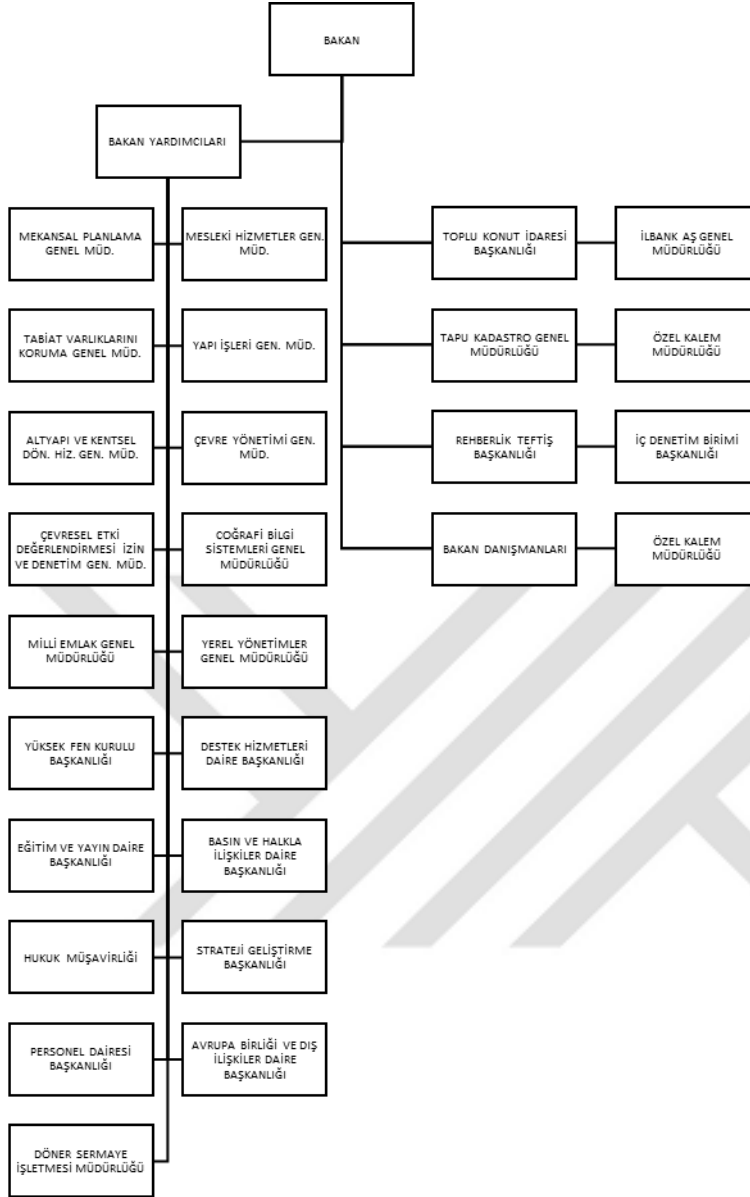 BAKAN
BAKAN YARDIMCILARI
MEKANSAL PLANLAMA
GENEL MÜD.
MESLEKİ HİZMETLER GEN.
MÜD.
TOPLU KONUT İDARESİ
BAŞKANLIĞI
İLBANK AŞ GENEL
MÜDÜRLÜĞÜ
TABİAT VARLIKLARINI
KORUMA GENEL MÜD.
YAPI İŞLERİ GEN. MÜD.
TAPU KADASTRO GENEL
MÜDÜRLÜĞÜ
ÖZEL KALEM
MÜDÜRLÜĞÜ
ALTYAPI VE KENTSEL
DÖN. HİZ. GEN. MÜD.
ÇEVRE YÖNETİMİ GEN.
MÜD.
REHBERLİK TEFTİŞ
BAŞKANLIĞI
İÇ DENETİM BİRİMİ
BAŞKANLIĞI
ÇEVRESEL ETKİ
DEĞERLENDİRMESİ İZİN
VE DENETİM GEN. MÜD.
COĞRAFİ BİLGİ
SİSTEMLERİ GENEL
MÜDÜRLÜĞÜ
BAKAN DANIŞMANLARI
ÖZEL KALEM
MÜDÜRLÜĞÜ
MİLLİ EMLAK GENEL
MÜDÜRLÜĞÜ
YEREL YÖNETİMLER
GENEL MÜDÜRLÜĞÜ
YÜKSEK FEN KURULU
BAŞKANLIĞI
DESTEK HİZMETLERİ
DAİRE BAŞKANLIĞI
EĞİTİM VE YAYIN DAİRE
BAŞKANLIĞI
BASIN VE HALKLA
İLİŞKİLER DAİRE
BAŞKANLIĞI
HUKUK MÜŞAVİRLİĞİ
STRATEJİ GELİŞTİRME
BAŞKANLIĞI
PERSONEL DAİRESİ
BAŞKANLIĞI
AVRUPA BİRLİĞİ VE DIŞ
İLİŞKİLER DAİRE
BAŞKANLIĞI
DÖNER SERMAYE
İŞLETMESİ MÜDÜRLÜĞÜ